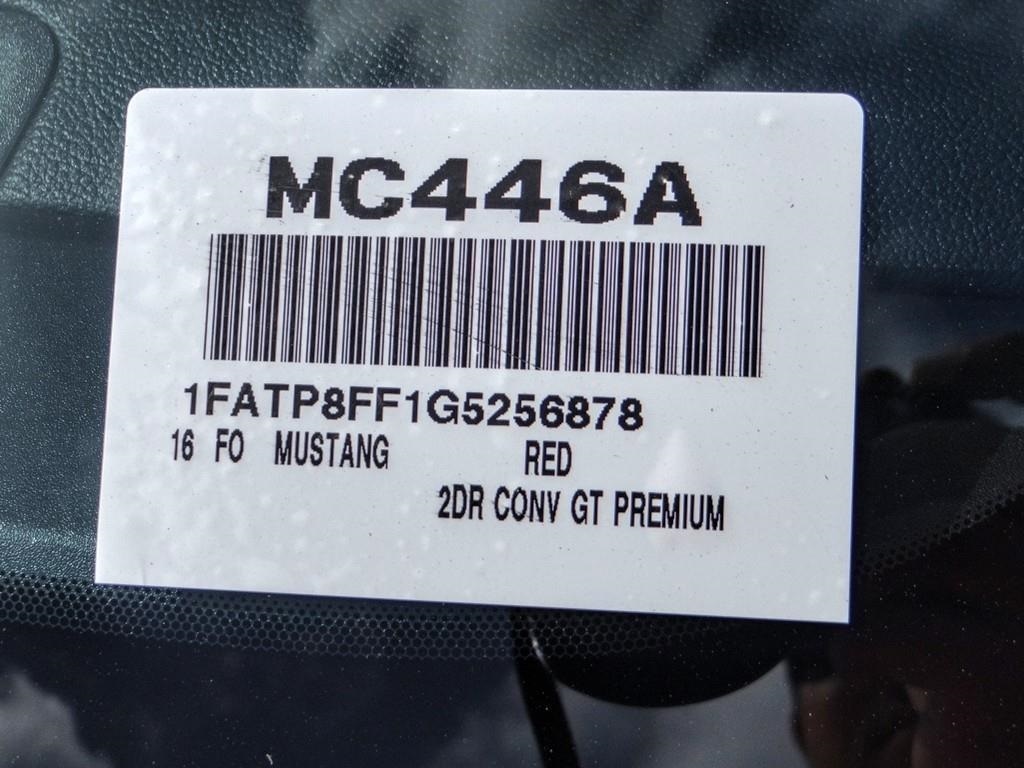 MC446A
1FATP8FF1G5256878
16 FO MUSTANG RED
2DR CONV GT PREMIUM